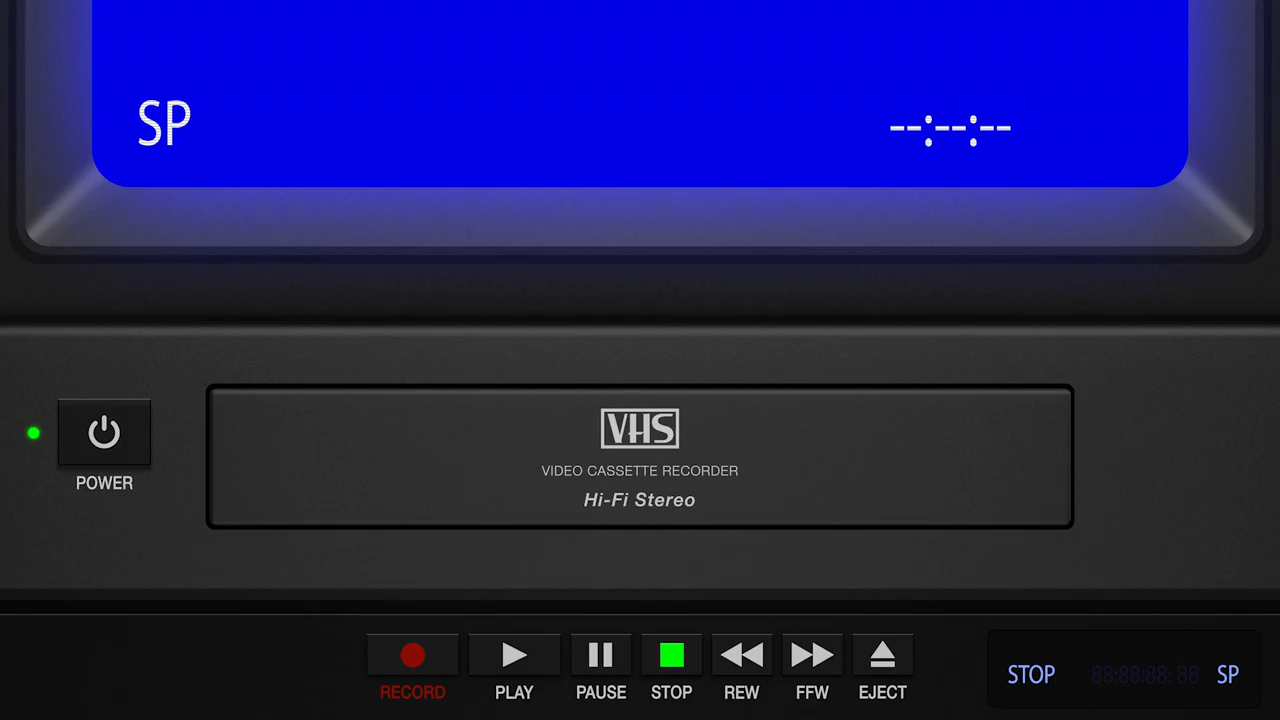 SP --:--:--
VHS
VIDEO CASSETTE RECORDER
Hi-Fi Stereo
POWER
RECORD PLAY PAUSE STOP REW FFW EJECT
STOP 88:88:88:88 SP